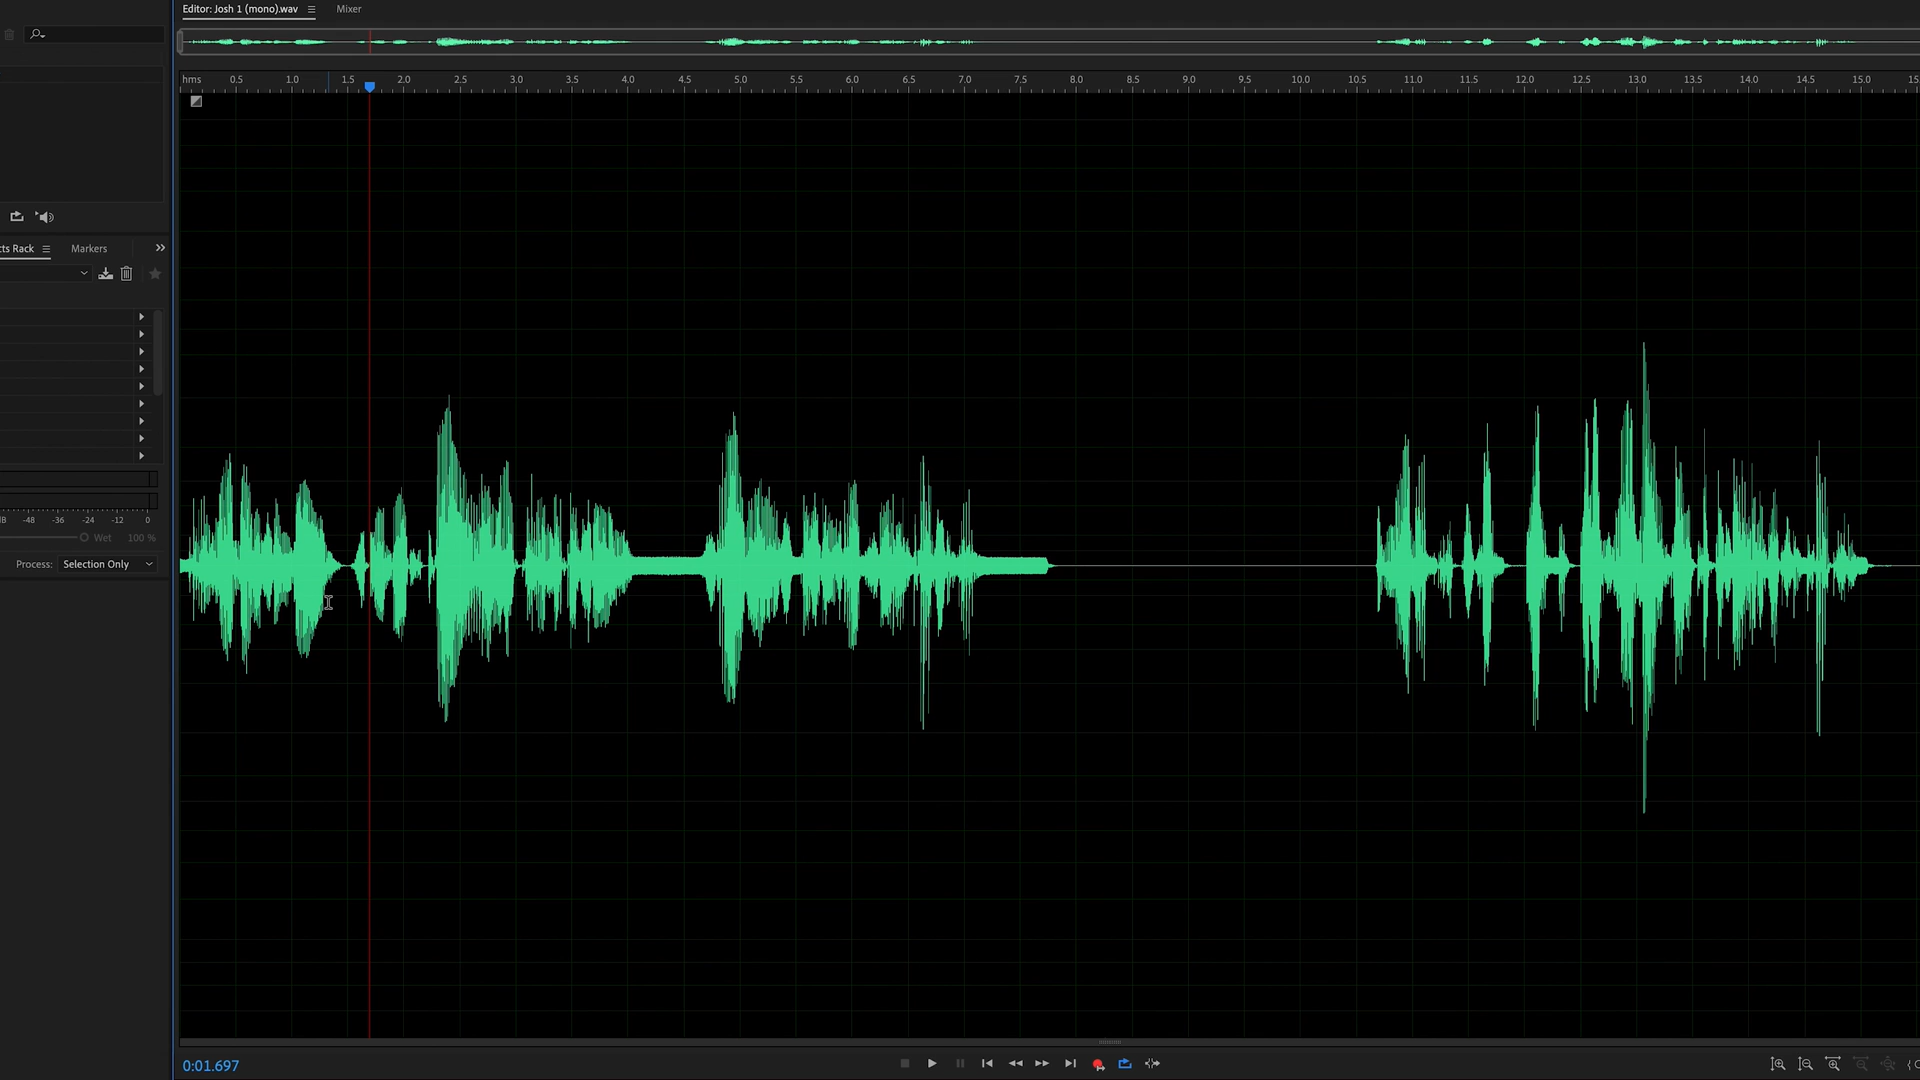 Editor: Josh 1 (mono).wav
Mixer
hms 0.5 1.0 1.5 2.0 2.5 3.0 3.5 4.0 4.5 5.0 5.5 6.0 6.5 7.0 7.5 8.0 8.5 9.0 9.5 10.0 10.5 11.0 11.5 12.0 12.5 13.0 13.5 14.0 14.5 15.0 15.
cts Rack
Markers
dB -48 -36 -24 -12 0
Wet 100 %
Process: Selection Only
0:01.697